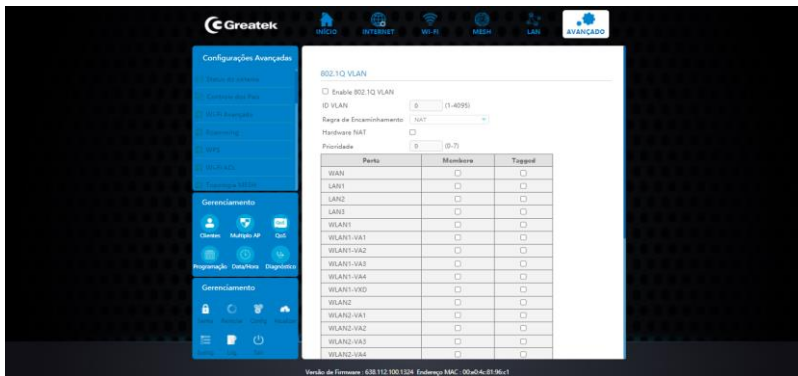 Greatek
INÍCIO INTERNET WI-FI MESH LAN AVANÇADO
Configurações Avançadas
802.1Q VLAN
Enable 802.1Q VLAN
ID VLAN 0 (1-4095)
Regra de Encaminhamento NAT
Hardware NAT
Prioridade 0 (0-7)
Porta Membora Tagged
WAN
LAN1
LAN2
LAN3
WLAN1
WLAN1-VA1
WLAN1-VA2
WLAN1-VA3
WLAN1-VA4
WLAN1-VXD
WLAN2
WLAN2-VA1
WLAN2-VA2
WLAN2-VA3
WLAN2-VA4
Gerenciamento
Clientes Multiplo AP QoS
Programação Data/Hora Diagnóstico
Gerenciamento
Versão de Firmware : 638.112.100.1324 Endereço MAC : 00:e0:4c:81:96:c1